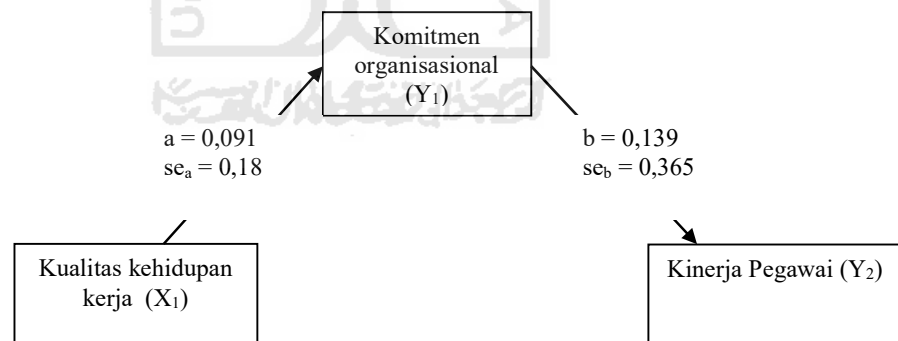 Komitmen
organisasional
(Y₁)
a = 0,091
seₐ = 0,18
b = 0,139
se_b = 0,365
Kualitas kehidupan
kerja (X₁)
Kinerja Pegawai (Y₂)